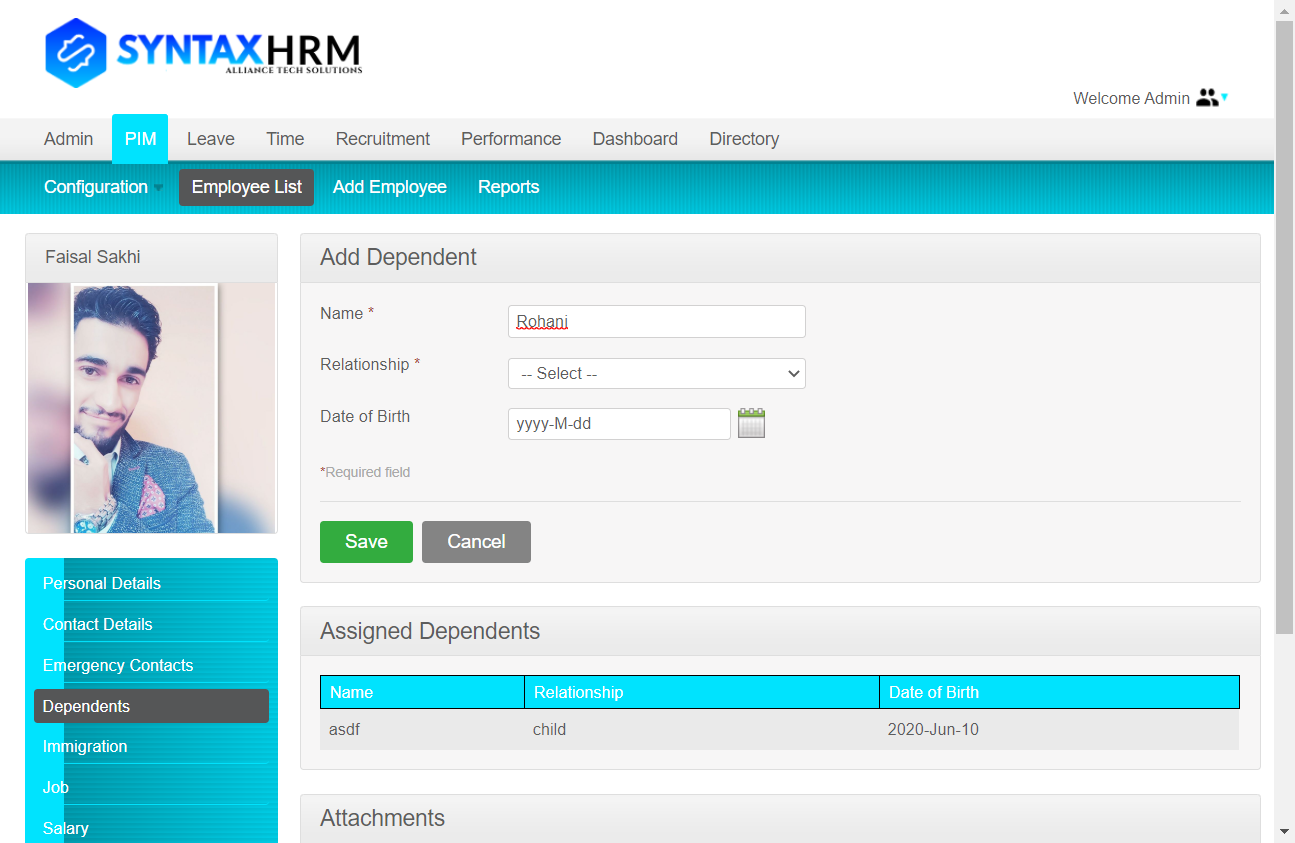 SYNTAXHRM
ALLIANCE TECH SOLUTIONS
Welcome Admin
Admin PIM Leave Time Recruitment Performance Dashboard Directory
Configuration Employee List Add Employee Reports
Faisal Sakhi
Add Dependent
Name *
Rohani
Relationship *
-- Select --
Date of Birth
yyyy-M-dd
*Required field
Save Cancel
Personal Details
Contact Details
Emergency Contacts
Dependents
Immigration
Job
Salary
Assigned Dependents
Name Relationship Date of Birth
asdf child 2020-Jun-10
Attachments